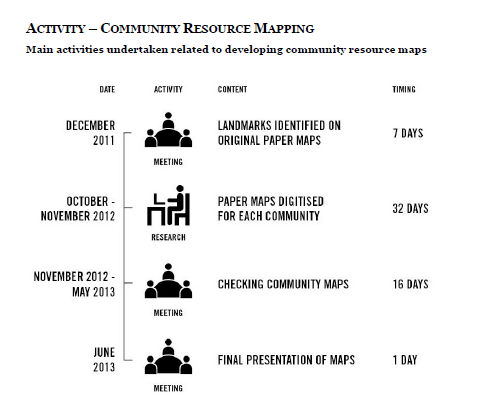 ACTIVITY – COMMUNITY RESOURCE MAPPING
Main activities undertaken related to developing community resource maps
DATE ACTIVITY CONTENT TIMING
DECEMBER
2011
MEETING
LANDMARKS IDENTIFIED ON
ORIGINAL PAPER MAPS
7 DAYS
OCTOBER -
NOVEMBER 2012
RESEARCH
PAPER MAPS DIGITISED
FOR EACH COMMUNITY
32 DAYS
NOVEMBER 2012 -
MAY 2013
MEETING
CHECKING COMMUNITY MAPS
16 DAYS
JUNE
2013
MEETING
FINAL PRESENTATION OF MAPS
1 DAY